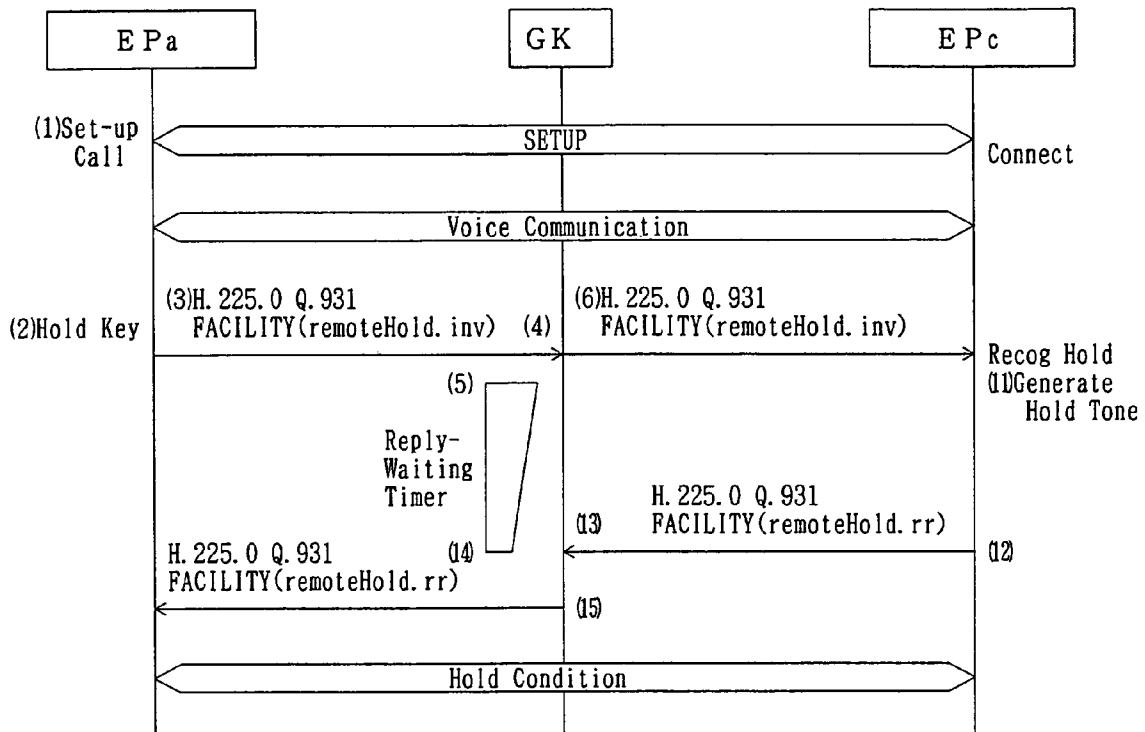 EPa
GK
EPc
(1)Set-up
Call
SETUP
Connect
Voice Communication
(2)Hold Key
(3)H.225.0 Q.931
FACILITY(remoteHold.inv)
(4)
(6)H.225.0 Q.931
FACILITY(remoteHold.inv)
Recog Hold
(11)Generate
Hold Tone
(5)
Reply-
Waiting
Timer
H.225.0 Q.931
FACILITY(remoteHold.rr)
(12)
(13)
(14)
H.225.0 Q.931
FACILITY(remoteHold.rr)
(15)
Hold Condition